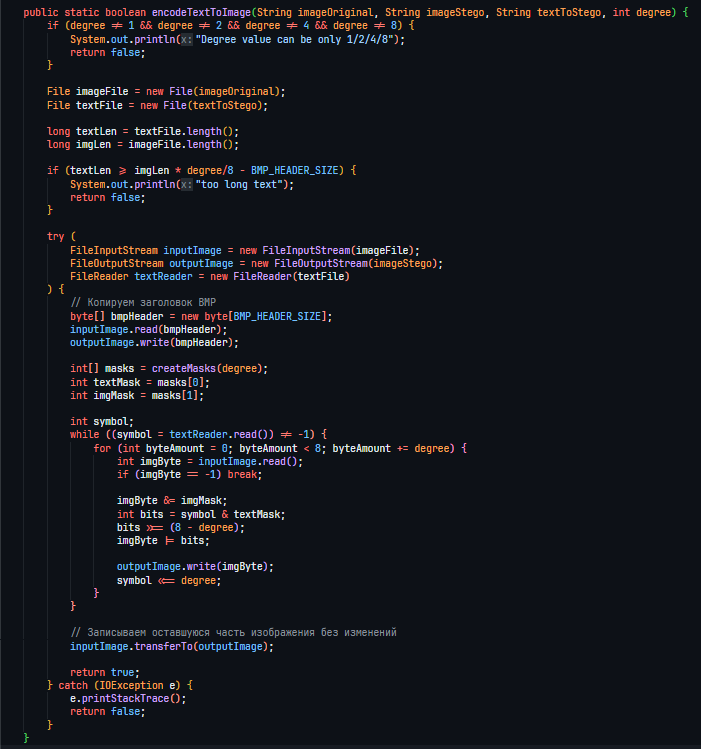 public static boolean encodeTextToImage(String imageOriginal, String imageStego, String textToStego, int degree) {
    if (degree != 1 && degree != 2 && degree != 4 && degree != 8) {
        System.out.println(x: "Degree value can be only 1/2/4/8");
        return false;
    }

    File imageFile = new File(imageOriginal);
    File textFile = new File(textToStego);

    long textLen = textFile.length();
    long imgLen = imageFile.length();

    if (textLen >= imgLen * degree/8 - BMP_HEADER_SIZE) {
        System.out.println(x: "too long text");
        return false;
    }

    try (
        FileInputStream inputImage = new FileInputStream(imageFile);
        FileOutputStream outputImage = new FileOutputStream(imageStego);
        FileReader textReader = new FileReader(textFile)
    ) {
        // Копируем заголовок BMP
        byte[] bmpHeader = new byte[BMP_HEADER_SIZE];
        inputImage.read(bmpHeader);
        outputImage.write(bmpHeader);

        int[] masks = createMasks(degree);
        int textMask = masks[0];
        int imgMask = masks[1];

        int symbol;
        while ((symbol = textReader.read()) != -1) {
            for (int byteAmount = 0; byteAmount < 8; byteAmount += degree) {
                int imgByte = inputImage.read();
                if (imgByte == -1) break;

                imgByte &= imgMask;
                int bits = symbol & textMask;
                bits >>= (8 - degree);
                imgByte |= bits;

                outputImage.write(imgByte);
                symbol <<= degree;
            }
        }

        // Записываем оставшуюся часть изображения без изменений
        inputImage.transferTo(outputImage);

        return true;
    } catch (IOException e) {
        e.printStackTrace();
        return false;
    }
}